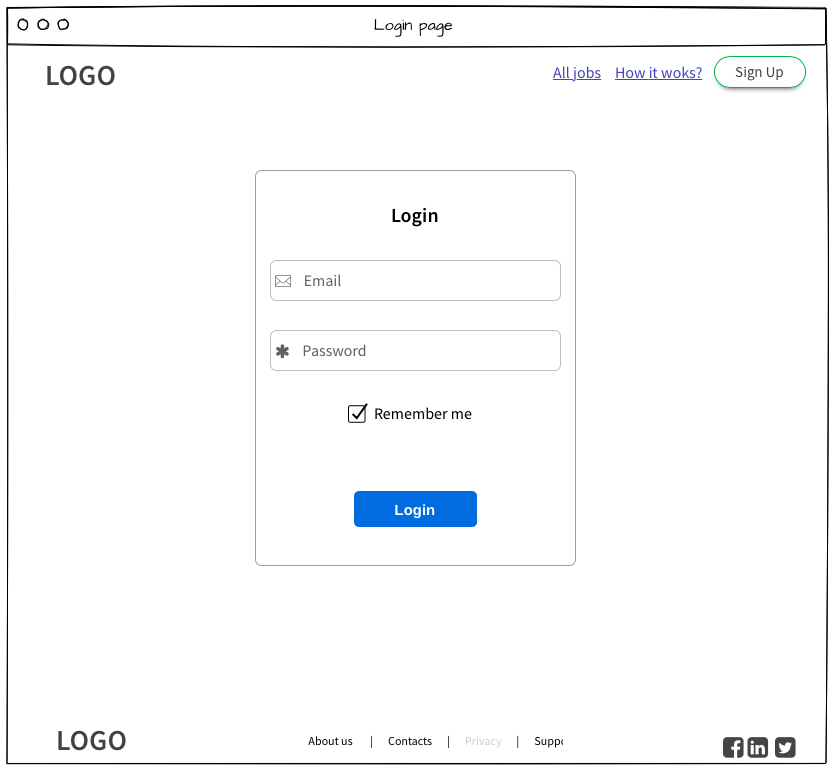 Login page
LOGO
All jobs How it woks? Sign Up
Login
Email
Password
Remember me
Login
LOGO
About us | Contacts | Privacy | Suppo